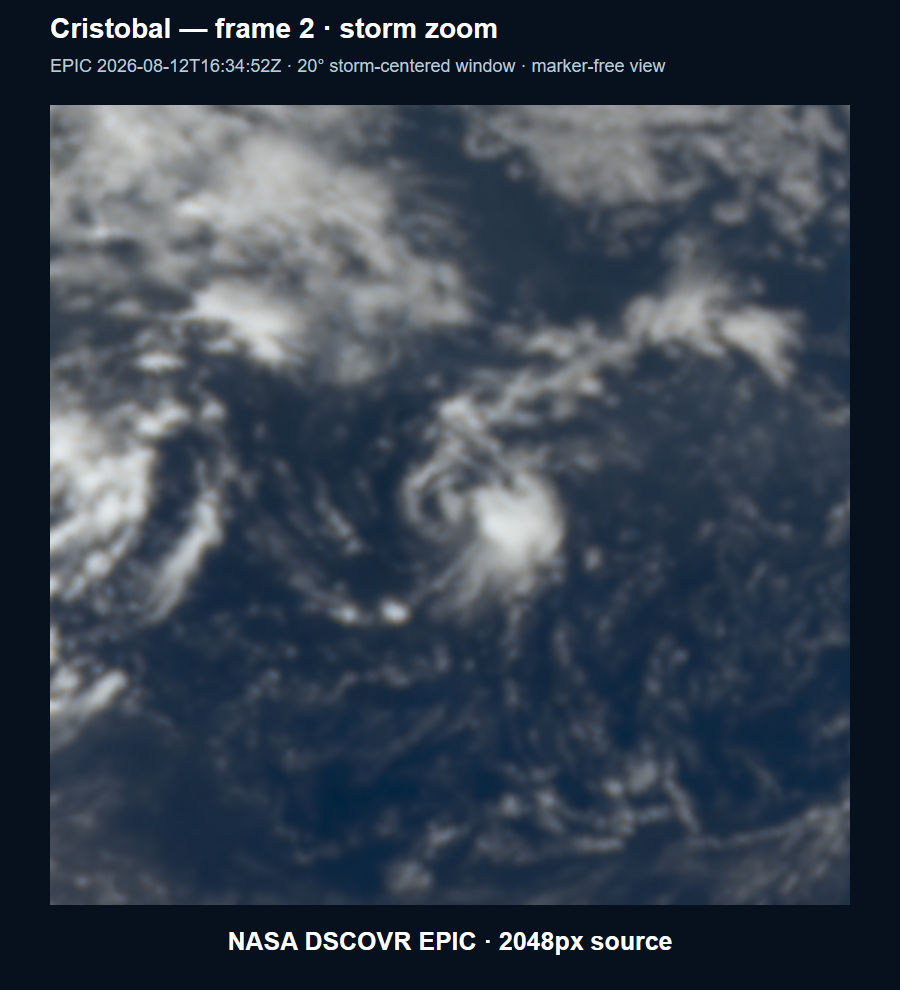 Cristobal — frame 2 · storm zoom
EPIC 2026-08-12T16:34:52Z · 20° storm-centered window · marker-free view
NASA DSCOVR EPIC · 2048px source